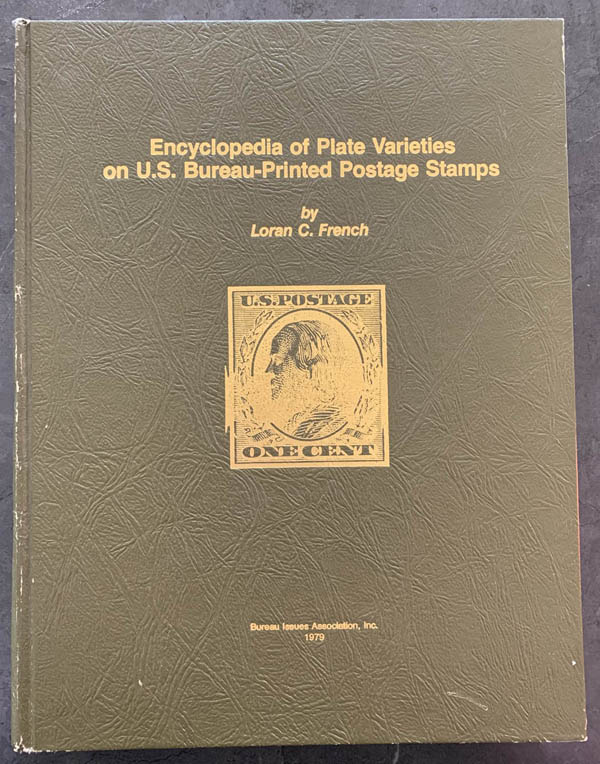 Encyclopedia of Plate Varieties
on U.S. Bureau-Printed Postage Stamps
by
Loran C. French
U.S. POSTAGE
ONE CENT
Bureau Issues Association, Inc.
1979